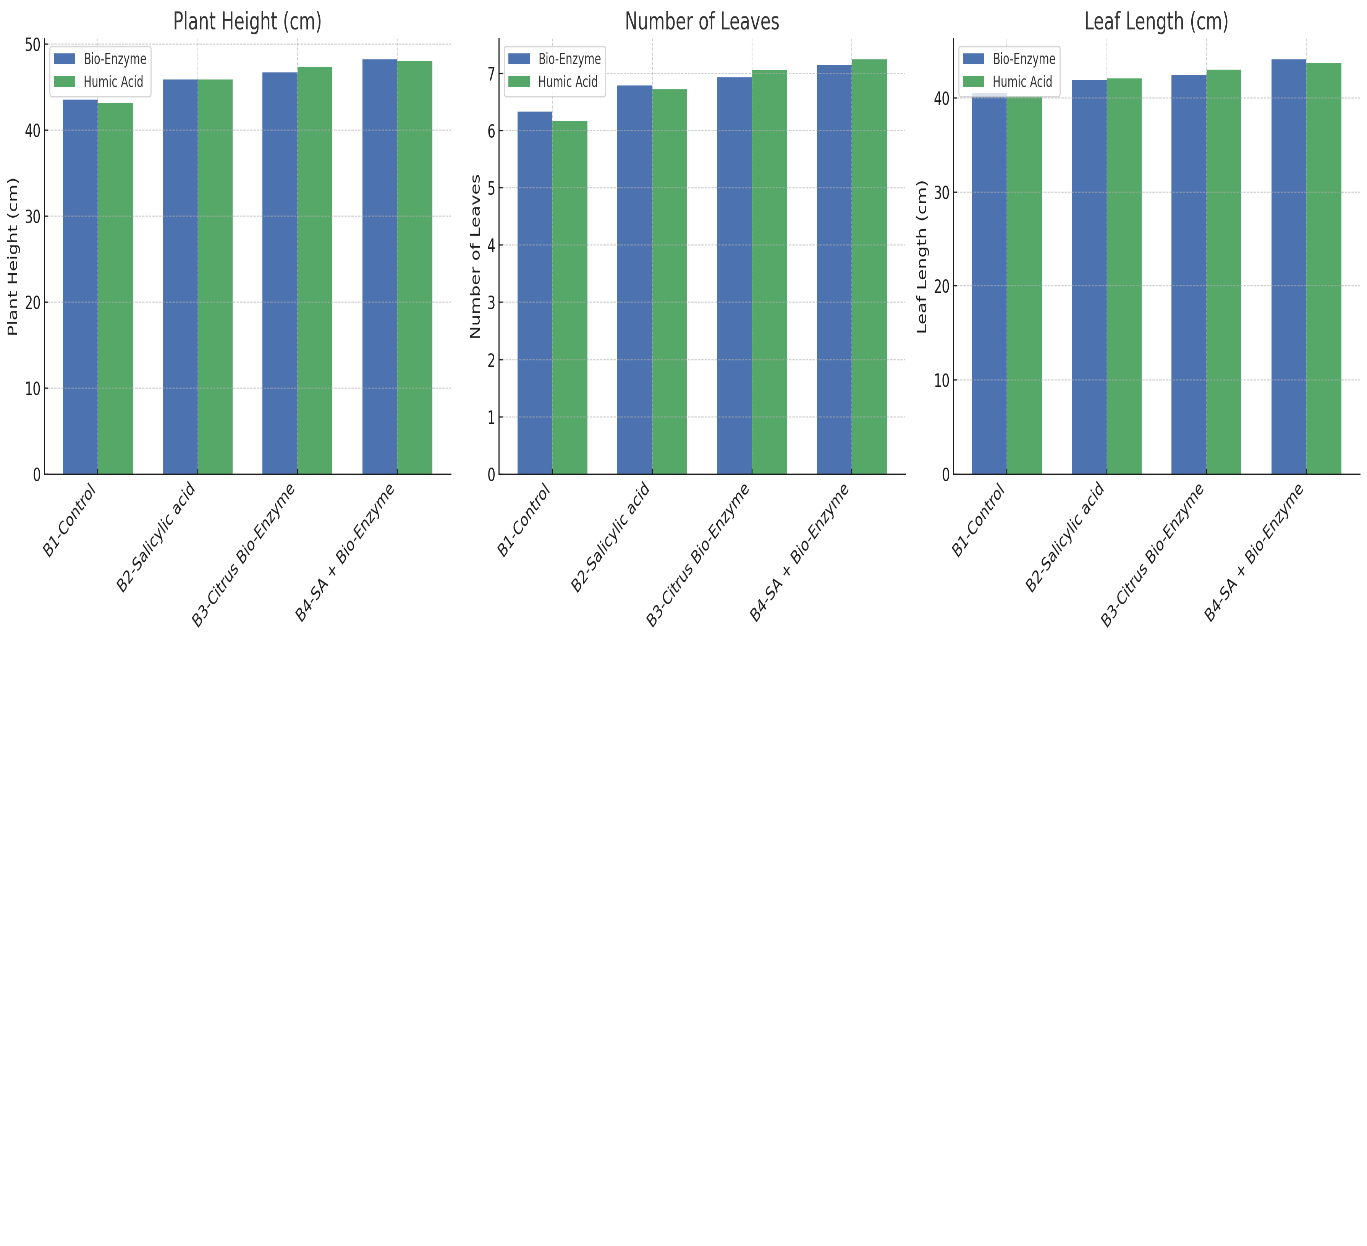 Plant Height (cm)
Plant Height (cm)
50
40
30
20
10
0
Bio-Enzyme
Humic Acid
B1-Control
B2-Salicylic acid
B3-Citrus Bio-Enzyme
B4-SA + Bio-Enzyme
Number of Leaves
Number of Leaves
7
6
5
4
3
2
1
0
Bio-Enzyme
Humic Acid
B1-Control
B2-Salicylic acid
B3-Citrus Bio-Enzyme
B4-SA + Bio-Enzyme
Leaf Length (cm)
Leaf Length (cm)
40
30
20
10
0
Bio-Enzyme
Humic Acid
B1-Control
B2-Salicylic acid
B3-Citrus Bio-Enzyme
B4-SA + Bio-Enzyme